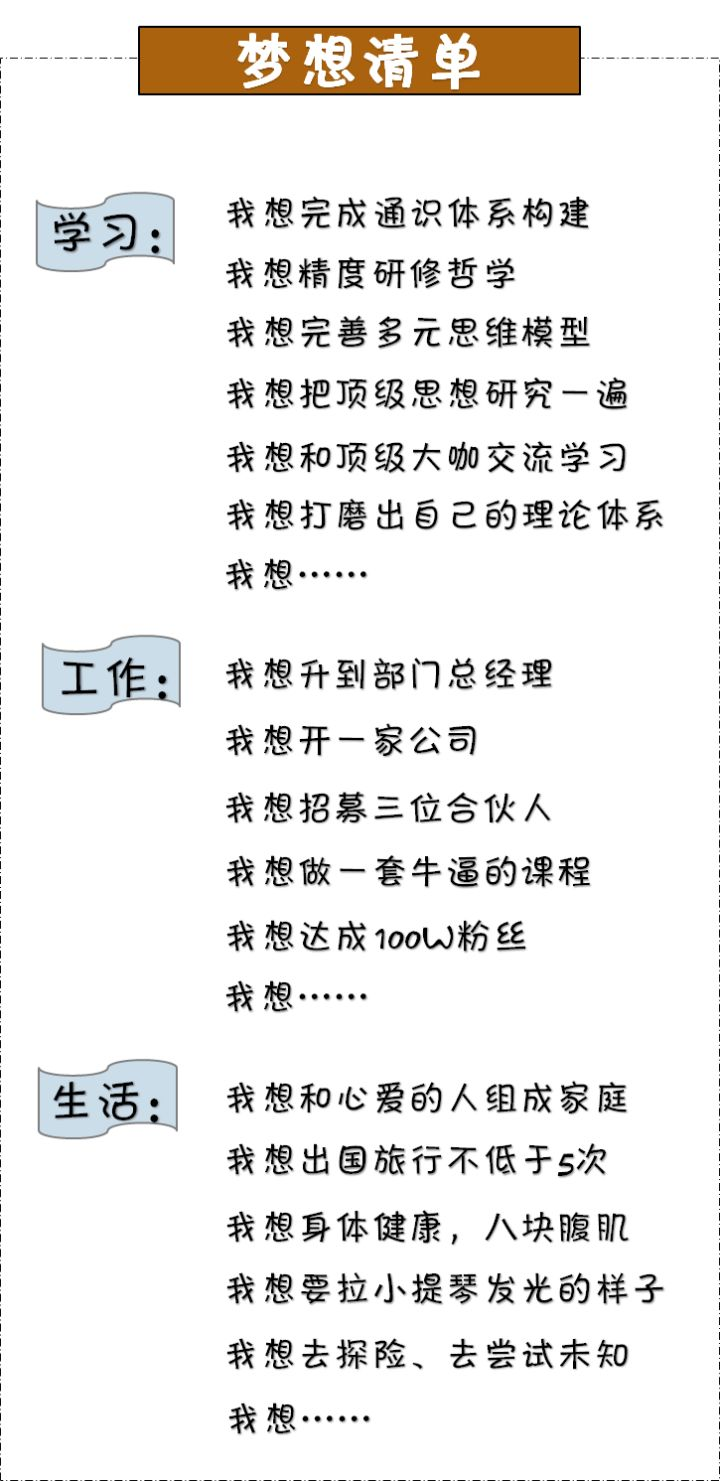 梦想清单
学习：
我想完成通识体系构建
我想精度研修哲学
我想完善多元思维模型
我想把顶级思想研究一遍
我想和顶级大咖交流学习
我想打磨出自己的理论体系
我想……
工作：
我想升到部门总经理
我想开一家公司
我想招募三位合伙人
我想做一套牛逼的课程
我想达成100W粉丝
我想……
生活：
我想和心爱的人组成家庭
我想出国旅行不低于5次
我想身体健康，八块腹肌
我想要拉小提琴发光的样子
我想去探险、去尝试未知
我想……